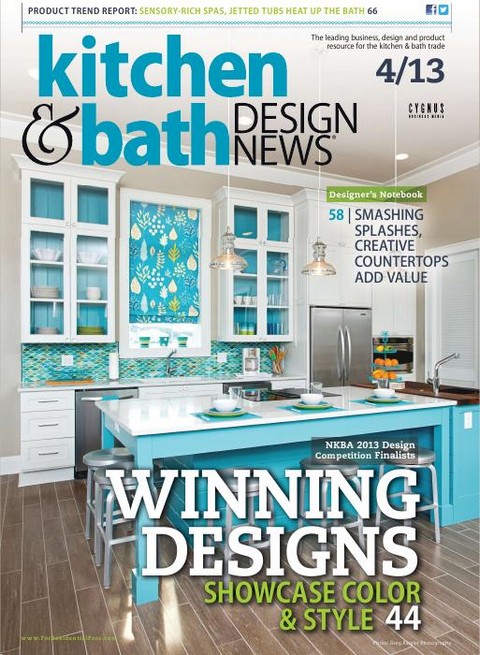 PRODUCT TREND REPORT: SENSORY-RICH SPAS, JETTED TUBS HEAT UP THE BATH 66
The leading business, design and product
resource for the kitchen & bath trade
kitchen
& bath DESIGN
NEWS®
4/13
CYGNUS
BUSINESS MEDIA
Designer's Notebook
58 | SMASHING
SPLASHES,
CREATIVE
COUNTERTOPS
ADD VALUE
NKBA 2013 Design
Competition Finalists
WINNING
DESIGNS
SHOWCASE COLOR
& STYLE 44